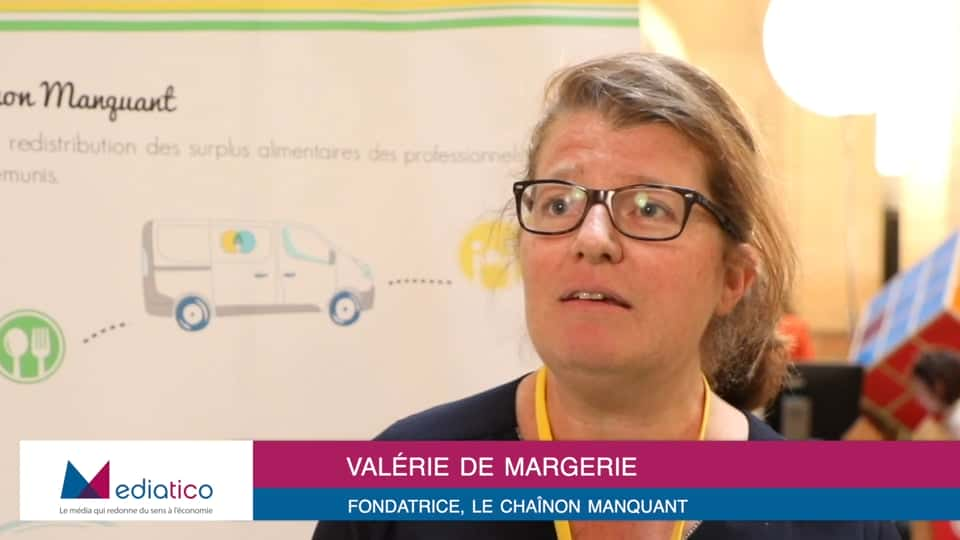 on Manquant
redistribution des surplus alimentaires des professionnels
émunis.
VALÉRIE DE MARGERIE
FONDATRICE, LE CHAÎNON MANQUANT
Mediatico
Le média qui redonne du sens à l'économie